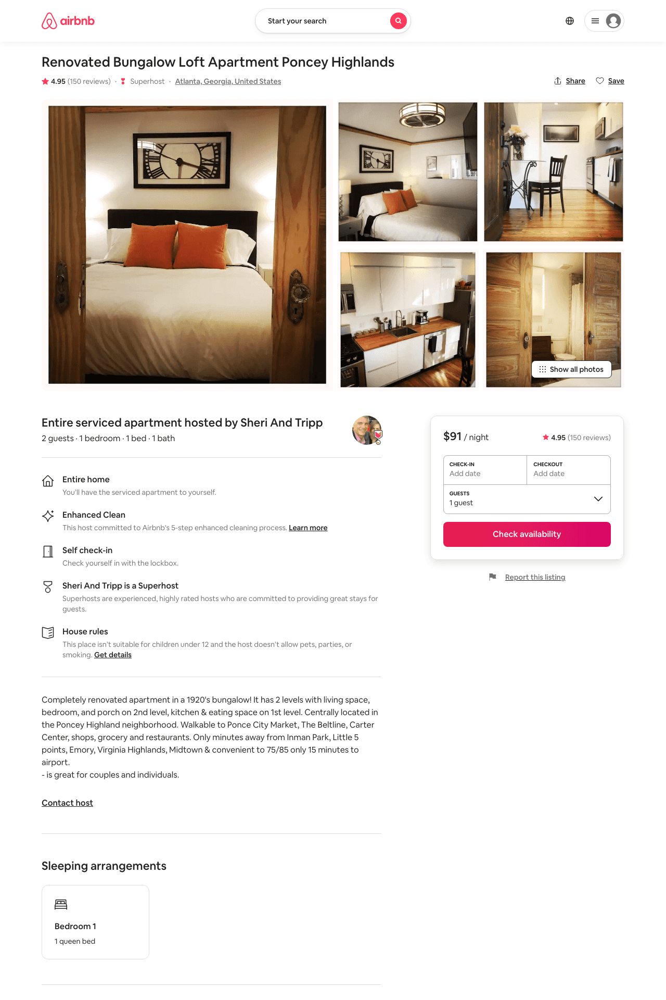 airbnb
Start your search
Renovated Bungalow Loft Apartment Poncey Highlands
4.95 (150 reviews) · Superhost · Atlanta, Georgia, United States
Share
Save
Show all photos
Entire serviced apartment hosted by Sheri And Tripp
2 guests · 1 bedroom · 1 bed · 1 bath
$91 / night
4.95 (150 reviews)
CHECK-IN
Add date
CHECKOUT
Add date
GUESTS
1 guest
Check availability
Report this listing
Entire home
You’ll have the serviced apartment to yourself.
Enhanced Clean
This host committed to Airbnb's 5-step enhanced cleaning process. Learn more
Self check-in
Check yourself in with the lockbox.
Sheri And Tripp is a Superhost
Superhosts are experienced, highly rated hosts who are committed to providing great stays for
guests.
House rules
This place isn’t suitable for children under 12 and the host doesn’t allow pets, parties, or
smoking. Get details
Completely renovated apartment in a 1920's bungalow! It has 2 levels with living space,
bedroom, and porch on 2nd level, kitchen & eating space on 1st level. Centrally located in
the Poncey Highland neighborhood. Walkable to Ponce City Market, The Beltline, Carter
Center, shops, grocery and restaurants. Only minutes away from Inman Park, Little 5
points, Emory, Virginia Highlands, Midtown & convenient to 75/85 only 15 minutes to
airport.
- is great for couples and individuals.
Contact host
Sleeping arrangements
Bedroom 1
1 queen bed